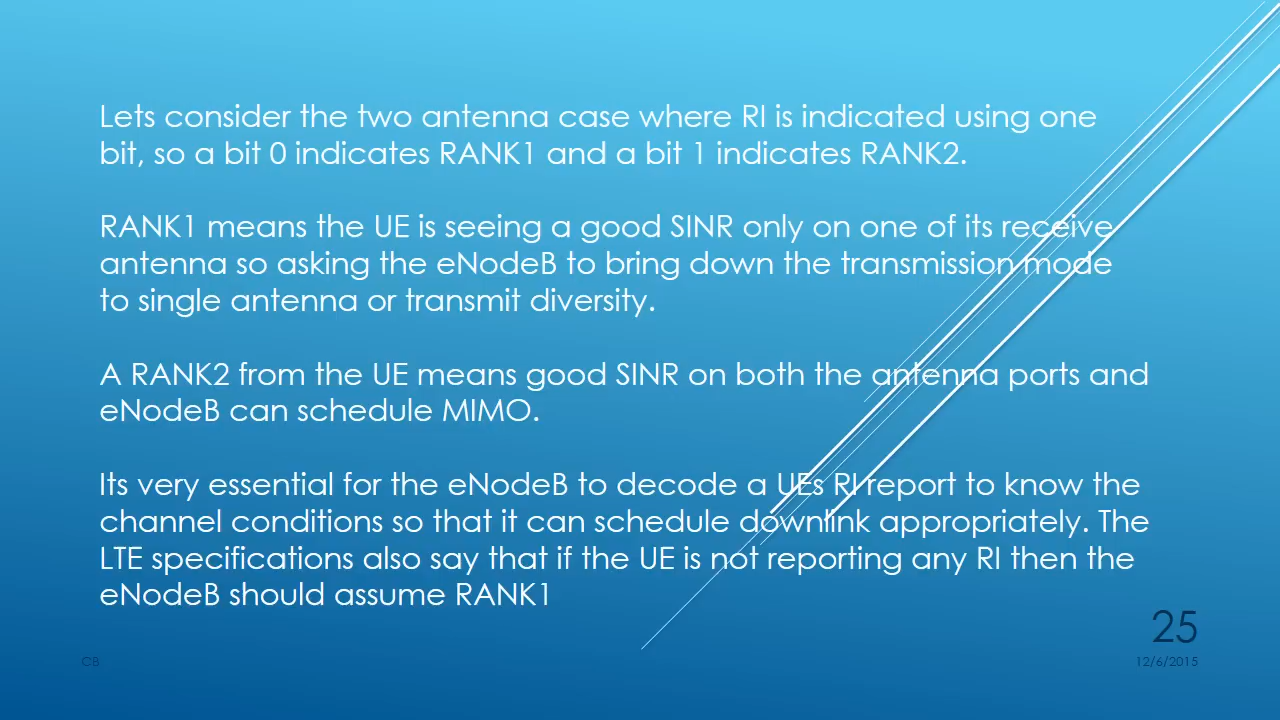 Lets consider the two antenna case where RI is indicated using one
bit, so a bit 0 indicates RANK1 and a bit 1 indicates RANK2.
RANK1 means the UE is seeing a good SINR only on one of its receive
antenna so asking the eNodeB to bring down the transmission mode
to single antenna or transmit diversity.
A RANK2 from the UE means good SINR on both the antenna ports and
eNodeB can schedule MIMO.
Its very essential for the eNodeB to decode a UEs RI report to know the
channel conditions so that it can schedule downlink appropriately. The
LTE specifications also say that if the UE is not reporting any RI then the
eNodeB should assume RANK1
25
CB
12/6/2015